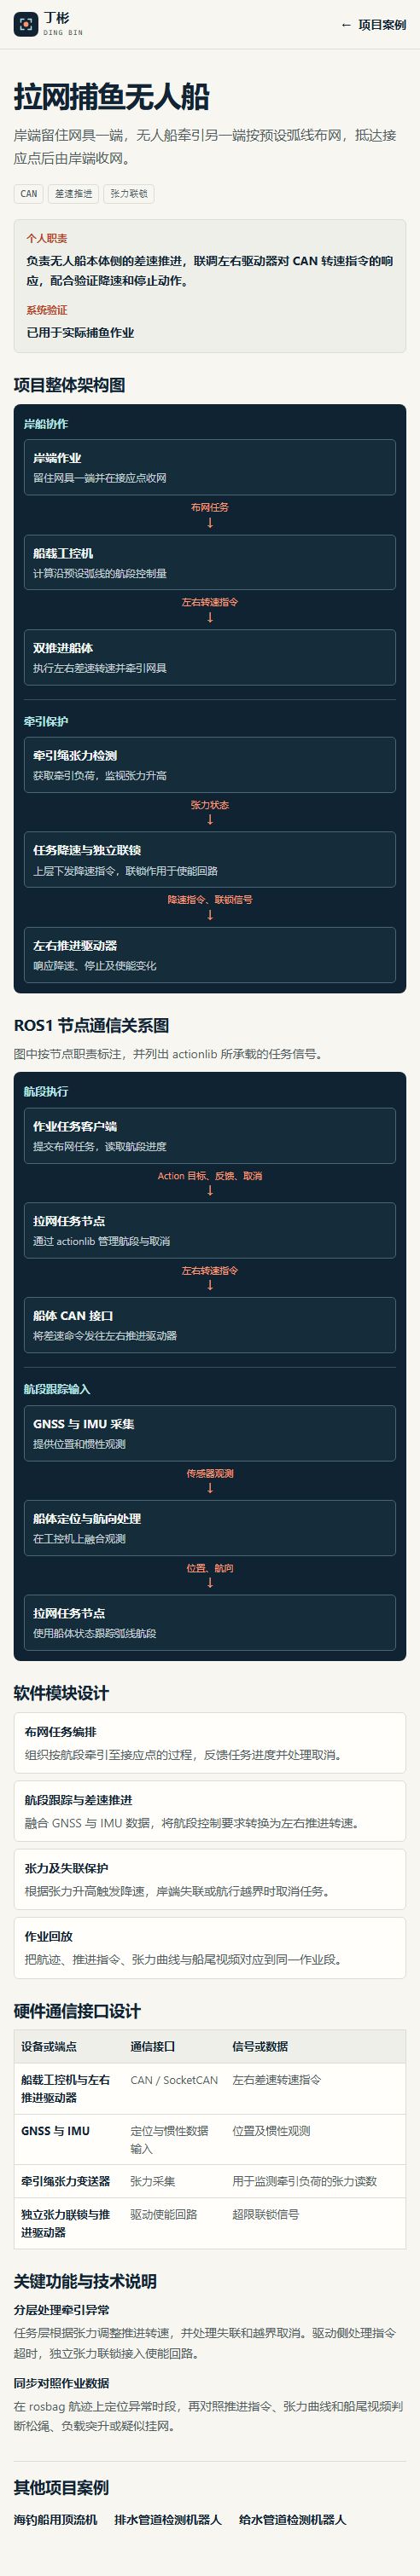 丁彬
DING BIN
← 项目案例
拉网捕鱼无人船
岸端留住网具一端，无人船牵引另一端按预设弧线布网，抵达接
应点后由岸端收网。
CAN 差速推进 张力联锁
个人职责
负责无人船本体侧的差速推进，联调左右驱动器对 CAN 转速指令的响
应，配合验证降速和停止动作。
系统验证
已用于实际捕鱼作业
项目整体架构图
岸船协作
岸端作业
留住网具一端并在接应点收网
布网任务
↓
船载工控机
计算沿预设弧线的航段控制量
左右转速指令
↓
双推进船体
执行左右差速转速并牵引网具
牵引保护
牵引绳张力检测
获取牵引负荷，监视张力升高
张力状态
↓
任务降速与独立联锁
上层下发降速指令，联锁作用于使能回路
降速指令、联锁信号
↓
左右推进驱动器
响应降速、停止及使能变化
ROS1 节点通信关系图
图中按节点职责标注，并列出 actionlib 所承载的任务信号。
航段执行
作业任务客户端
提交布网任务，读取航段进度
Action 目标、反馈、取消
↓
拉网任务节点
通过 actionlib 管理航段与取消
左右转速指令
↓
船体 CAN 接口
将差速命令发往左右推进驱动器
航段跟踪输入
GNSS 与 IMU 采集
提供位置和惯性观测
传感器观测
↓
船体定位与航向处理
在工控机上融合观测
位置、航向
↓
拉网任务节点
使用船体状态跟踪弧线航段
软件模块设计
布网任务编排
组织按航段牵引至接应点的过程，反馈任务进度并处理取消。
航段跟踪与差速推进
融合 GNSS 与 IMU 数据，将航段控制要求转换为左右推进转速。
张力及失联保护
根据张力升高触发降速，岸端失联或航行越界时取消任务。
作业回放
把航迹、推进指令、张力曲线与船尾视频对应到同一作业段。
硬件通信接口设计
设备或端点 通信接口 信号或数据
船载工控机与左右 CAN / SocketCAN 左右差速转速指令
推进驱动器
GNSS 与 IMU 定位与惯性数据 位置及惯性观测
输入
牵引绳张力变送器 张力采集 用于监测牵引负荷的张力读数
独立张力联锁与推 驱动使能回路 超限联锁信号
进驱动器
关键功能与技术说明
分层处理牵引异常
任务层根据张力调整推进转速，并处理失联和越界取消。驱动侧处理指令
超时，独立张力联锁接入使能回路。
同步对照作业数据
在 rosbag 航迹上定位异常时段，再对照推进指令、张力曲线和船尾视频判
断松绳、负载突升或疑似挂网。
其他项目案例
海钓船用顶流机 排水管道检测机器人 给水管道检测机器人